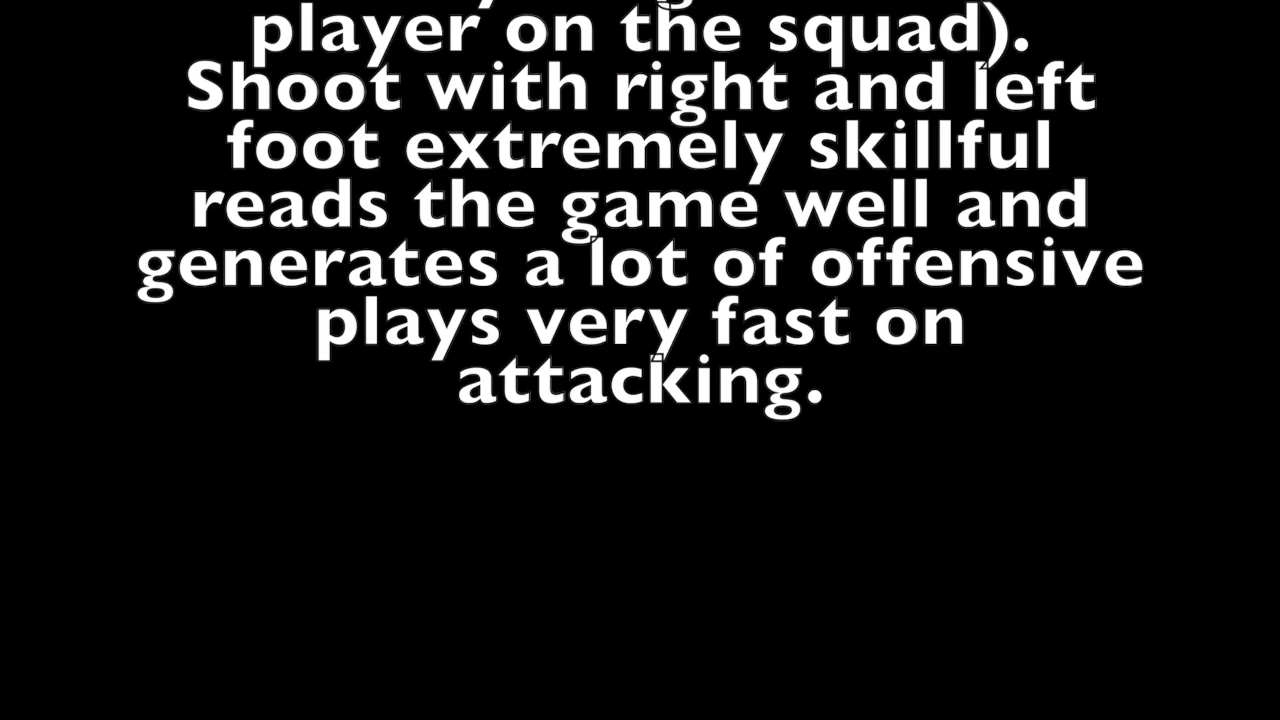 player on the squad).
Shoot with right and left
foot extremely skillful
reads the game well and
generates a lot of offensive
plays very fast on
attacking.